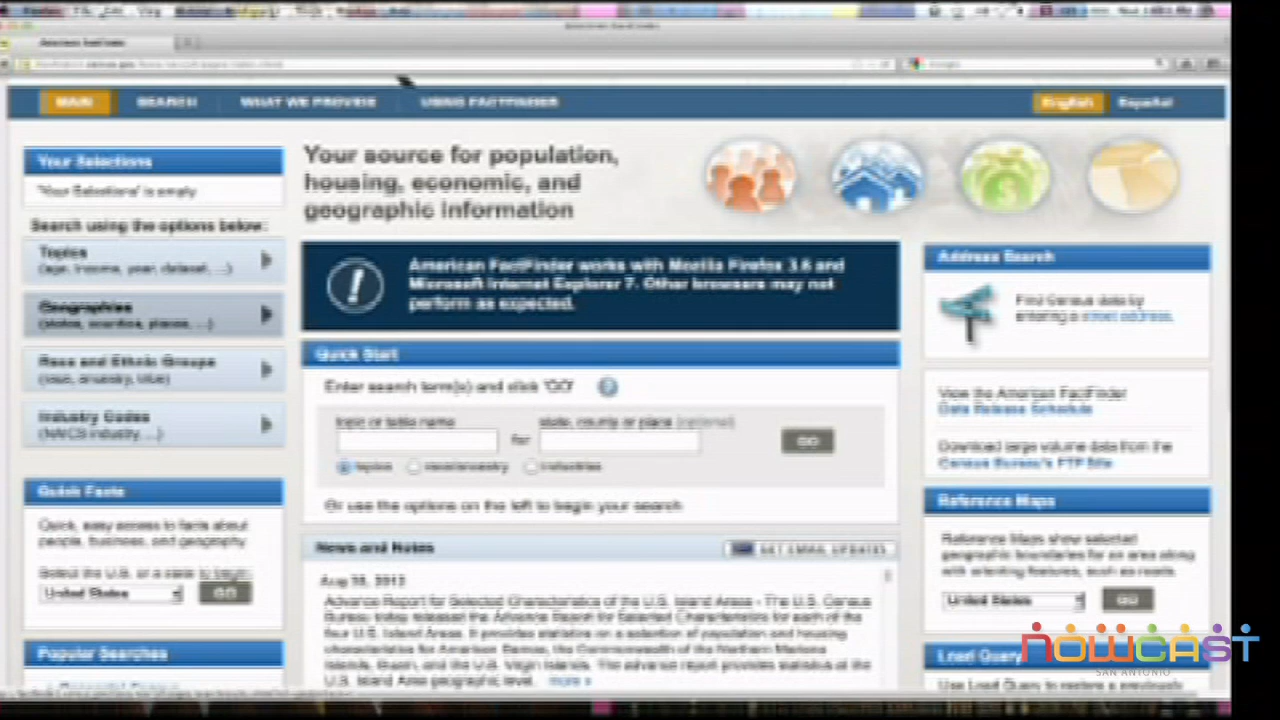 MAIN
SEARCH
WHAT WE PROVIDE
USING FACTFINDER
English
Español
Your Selections
'Your Selections' is empty
Search using the options below:
Topics
(age, income, year, dataset, ...)
Geographies
(states, counties, places, ...)
Race and Ethnic Groups
(race, ancestry, tribe)
Industry Codes
(NAICS industry, ...)
Quick Facts
Quick, easy access to facts about
people, business, and geography.
Select the U.S. or a state to begin:
United States
GO
Popular Searches
Your source for population,
housing, economic, and
geographic information
American FactFinder works with Mozilla Firefox 3.6 and
Microsoft Internet Explorer 7. Other browsers may not
perform as expected.
Quick Start
Enter search term(s) and click 'GO'
topic or table name
state, county or place (optional)
for
GO
topics
race/ancestry
industries
Or use the options on the left to begin your search
News and Notes
GET EMAIL UPDATES
Advance Report for Selected Characteristics of the U.S. Island Areas - The U.S. Census
Bureau today released the Advance Report for Selected Characteristics for each of the
four U.S. Island Areas. It provides statistics on a selection of population and housing
characteristics for American Samoa, the Commonwealth of the Northern Mariana
Islands, Guam, and the U.S. Virgin Islands. The advance report provides statistics at the
U.S. Island Area geographic level. more »
Address Search
Find Census data by
entering a street address.
View the American FactFinder
Data Release Schedule
Download large volume data from the
Census Bureau's FTP Site
Reference Maps
Reference Maps show selected
geographic boundaries for an area along
with orienting features, such as roads.
United States
GO
Load Query
Use Load Query to restore a previously
NOWCAST
SAN ANTONIO